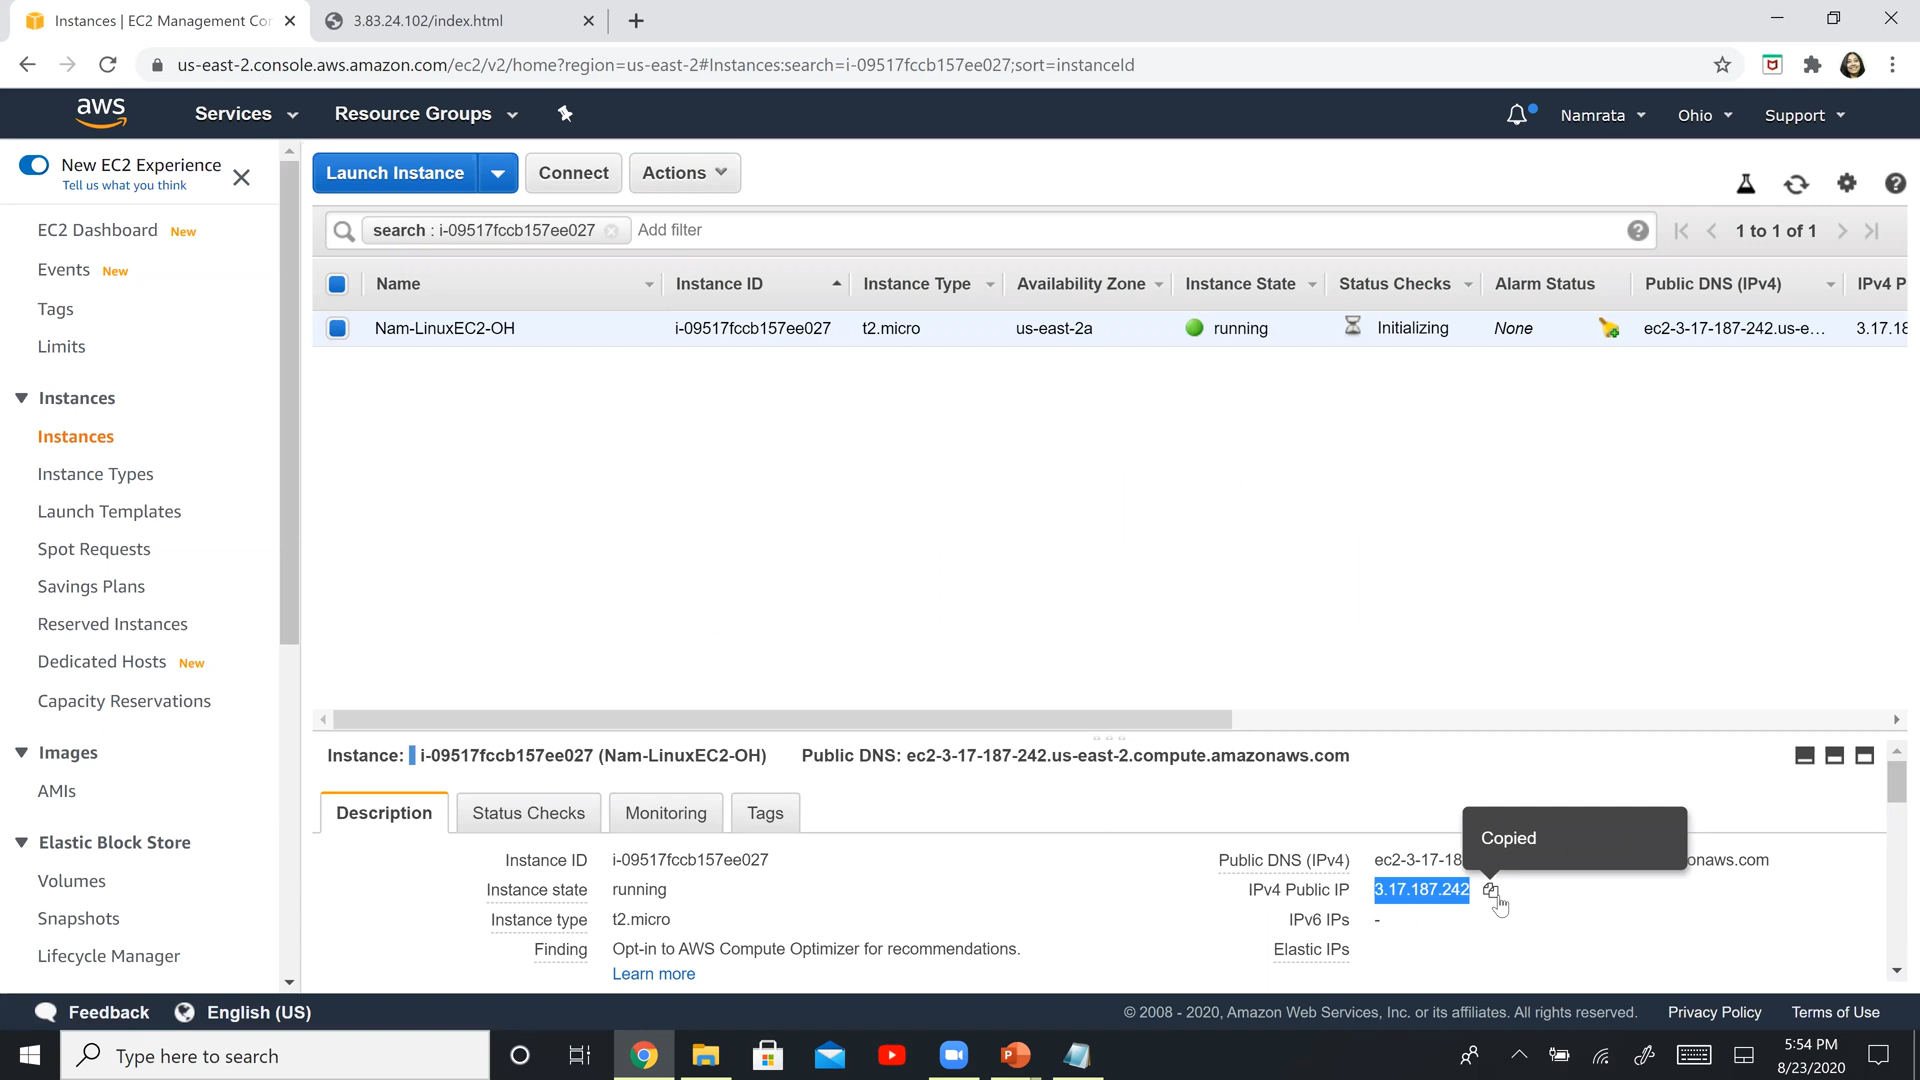 Instances | EC2 Management Con
3.83.24.102/index.html
us-east-2.console.aws.amazon.com/ec2/v2/home?region=us-east-2#Instances:search=i-09517fccb157ee027;sort=instanceId
aws
Services
Resource Groups
Namrata
Ohio
Support
New EC2 Experience
Tell us what you think
Launch Instance
Connect
Actions
EC2 Dashboard New
Events New
Tags
Limits
Instances
Instances
Instance Types
Launch Templates
Spot Requests
Savings Plans
Reserved Instances
Dedicated Hosts New
Capacity Reservations
Images
AMIs
Elastic Block Store
Volumes
Snapshots
Lifecycle Manager
search : i-09517fccb157ee027 Add filter
1 to 1 of 1
Name Instance ID Instance Type Availability Zone Instance State Status Checks Alarm Status Public DNS (IPv4) IPv4 P
Nam-LinuxEC2-OH i-09517fccb157ee027 t2.micro us-east-2a running Initializing None ec2-3-17-187-242.us-e... 3.17.18
Instance: i-09517fccb157ee027 (Nam-LinuxEC2-OH) Public DNS: ec2-3-17-187-242.us-east-2.compute.amazonaws.com
Description Status Checks Monitoring Tags
Copied
Instance ID i-09517fccb157ee027
Public DNS (IPv4) ec2-3-17-18 onaws.com
Instance state running
IPv4 Public IP 3.17.187.242
Instance type t2.micro
IPv6 IPs -
Finding Opt-in to AWS Compute Optimizer for recommendations.
Learn more
Elastic IPs
Feedback English (US)
© 2008 - 2020, Amazon Web Services, Inc. or its affiliates. All rights reserved. Privacy Policy Terms of Use
Type here to search
5:54 PM
8/23/2020